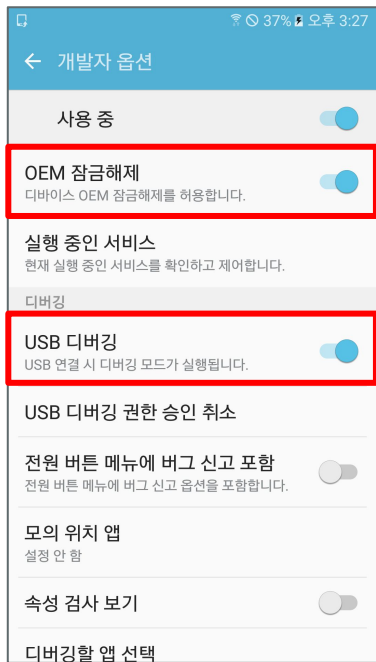 37% 오후 3:27
개발자 옵션
사용 중
OEM 잠금해제
디바이스 OEM 잠금해제를 허용합니다.
실행 중인 서비스
현재 실행 중인 서비스를 확인하고 제어합니다.
디버깅
USB 디버깅
USB 연결 시 디버깅 모드가 실행됩니다.
USB 디버깅 권한 승인 취소
전원 버튼 메뉴에 버그 신고 포함
전원 버튼 메뉴에 버그 신고 옵션을 포함합니다.
모의 위치 앱
설정 안 함
속성 검사 보기
디버깅할 앱 선택